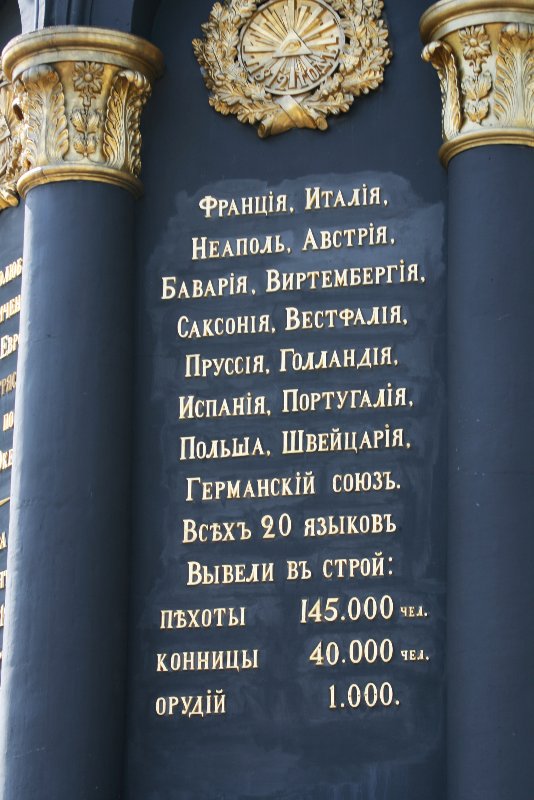 Франція, Италія,
Неаполь, Австрія,
Баварія, Виртембергія,
Саксонія, Вестфалія,
Пруссія, Голландія,
Испанія, Португалія,
Польша, Швейцарія,
Германскій союзъ.
Всѣхъ 20 языковъ
Вывели въ строй:
пѣхоты 145.000 чел.
конницы 40.000 чел.
орудій 1.000.